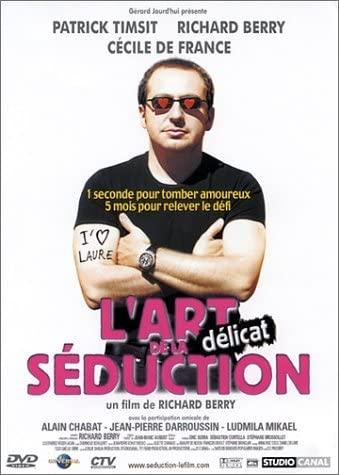 Gérard Jourd'hui présente
PATRICK TIMSIT RICHARD BERRY
CÉCILE DE FRANCE
1 seconde pour tomber amoureux
5 mois pour relever le défi
I ♥
LAURE
L'ART
délicat
DE LA
SÉDUCTION
un film de RICHARD BERRY
avec la participation amicale de
ALAIN CHABAT - JEAN-PIERRE DARROUSSIN - LUDMILA MIKAEL
Richard Berry
DVD
UNIVERSAL
CTV
www.seduction-lefilm.com
STUDIO CANAL